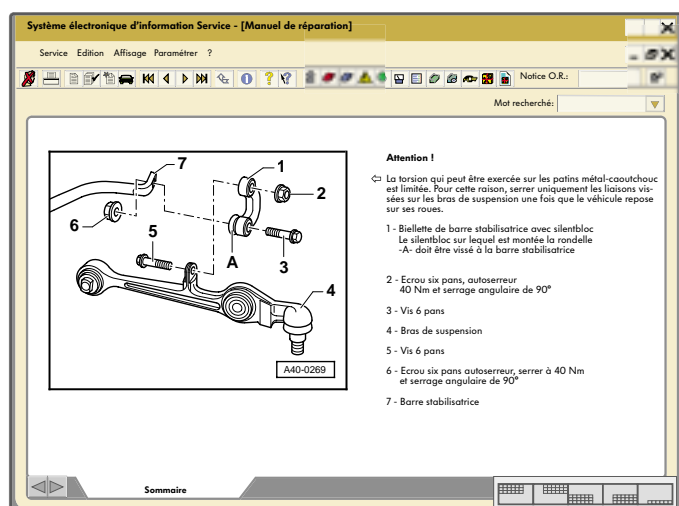 Système électronique d'information Service - [Manuel de réparation]
Service Edition Affisage Paramétrer ?
Notice O.R.:
Mot recherché:
7
1
2
6
5
A
3
4
A40-0269
Attention !
La torsion qui peut être exercée sur les patins métal-caoutchouc
est limitée. Pour cette raison, serrer uniquement les liaisons vis-
sées sur les bras de suspension une fois que le véhicule repose
sur ses roues.
1 - Biellette de barre stabilisatrice avec silentbloc
Le silentbloc sur lequel est montée la rondelle
-A- doit être vissé à la barre stabilisatrice
2 - Ecrou six pans, autoserreur
40 Nm et serrage angulaire de 90°
3 - Vis 6 pans
4 - Bras de suspension
5 - Vis 6 pans
6 - Ecrou six pans autoserreur, serrer à 40 Nm
et serrage angulaire de 90°
7 - Barre stabilisatrice
Sommaire